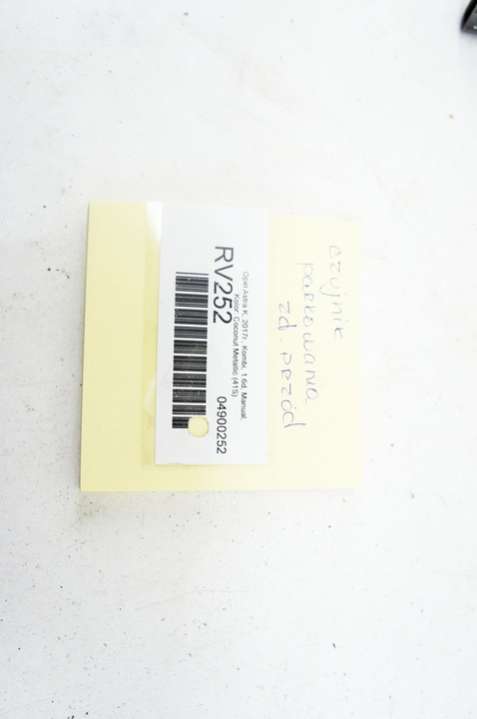 czujnik
parkowania
zd. przód
Opel Astra K, 2017r., Kombi, 1.6d, Manual,
Kolor: Coconut Metallic (41S)
RV252
04900252